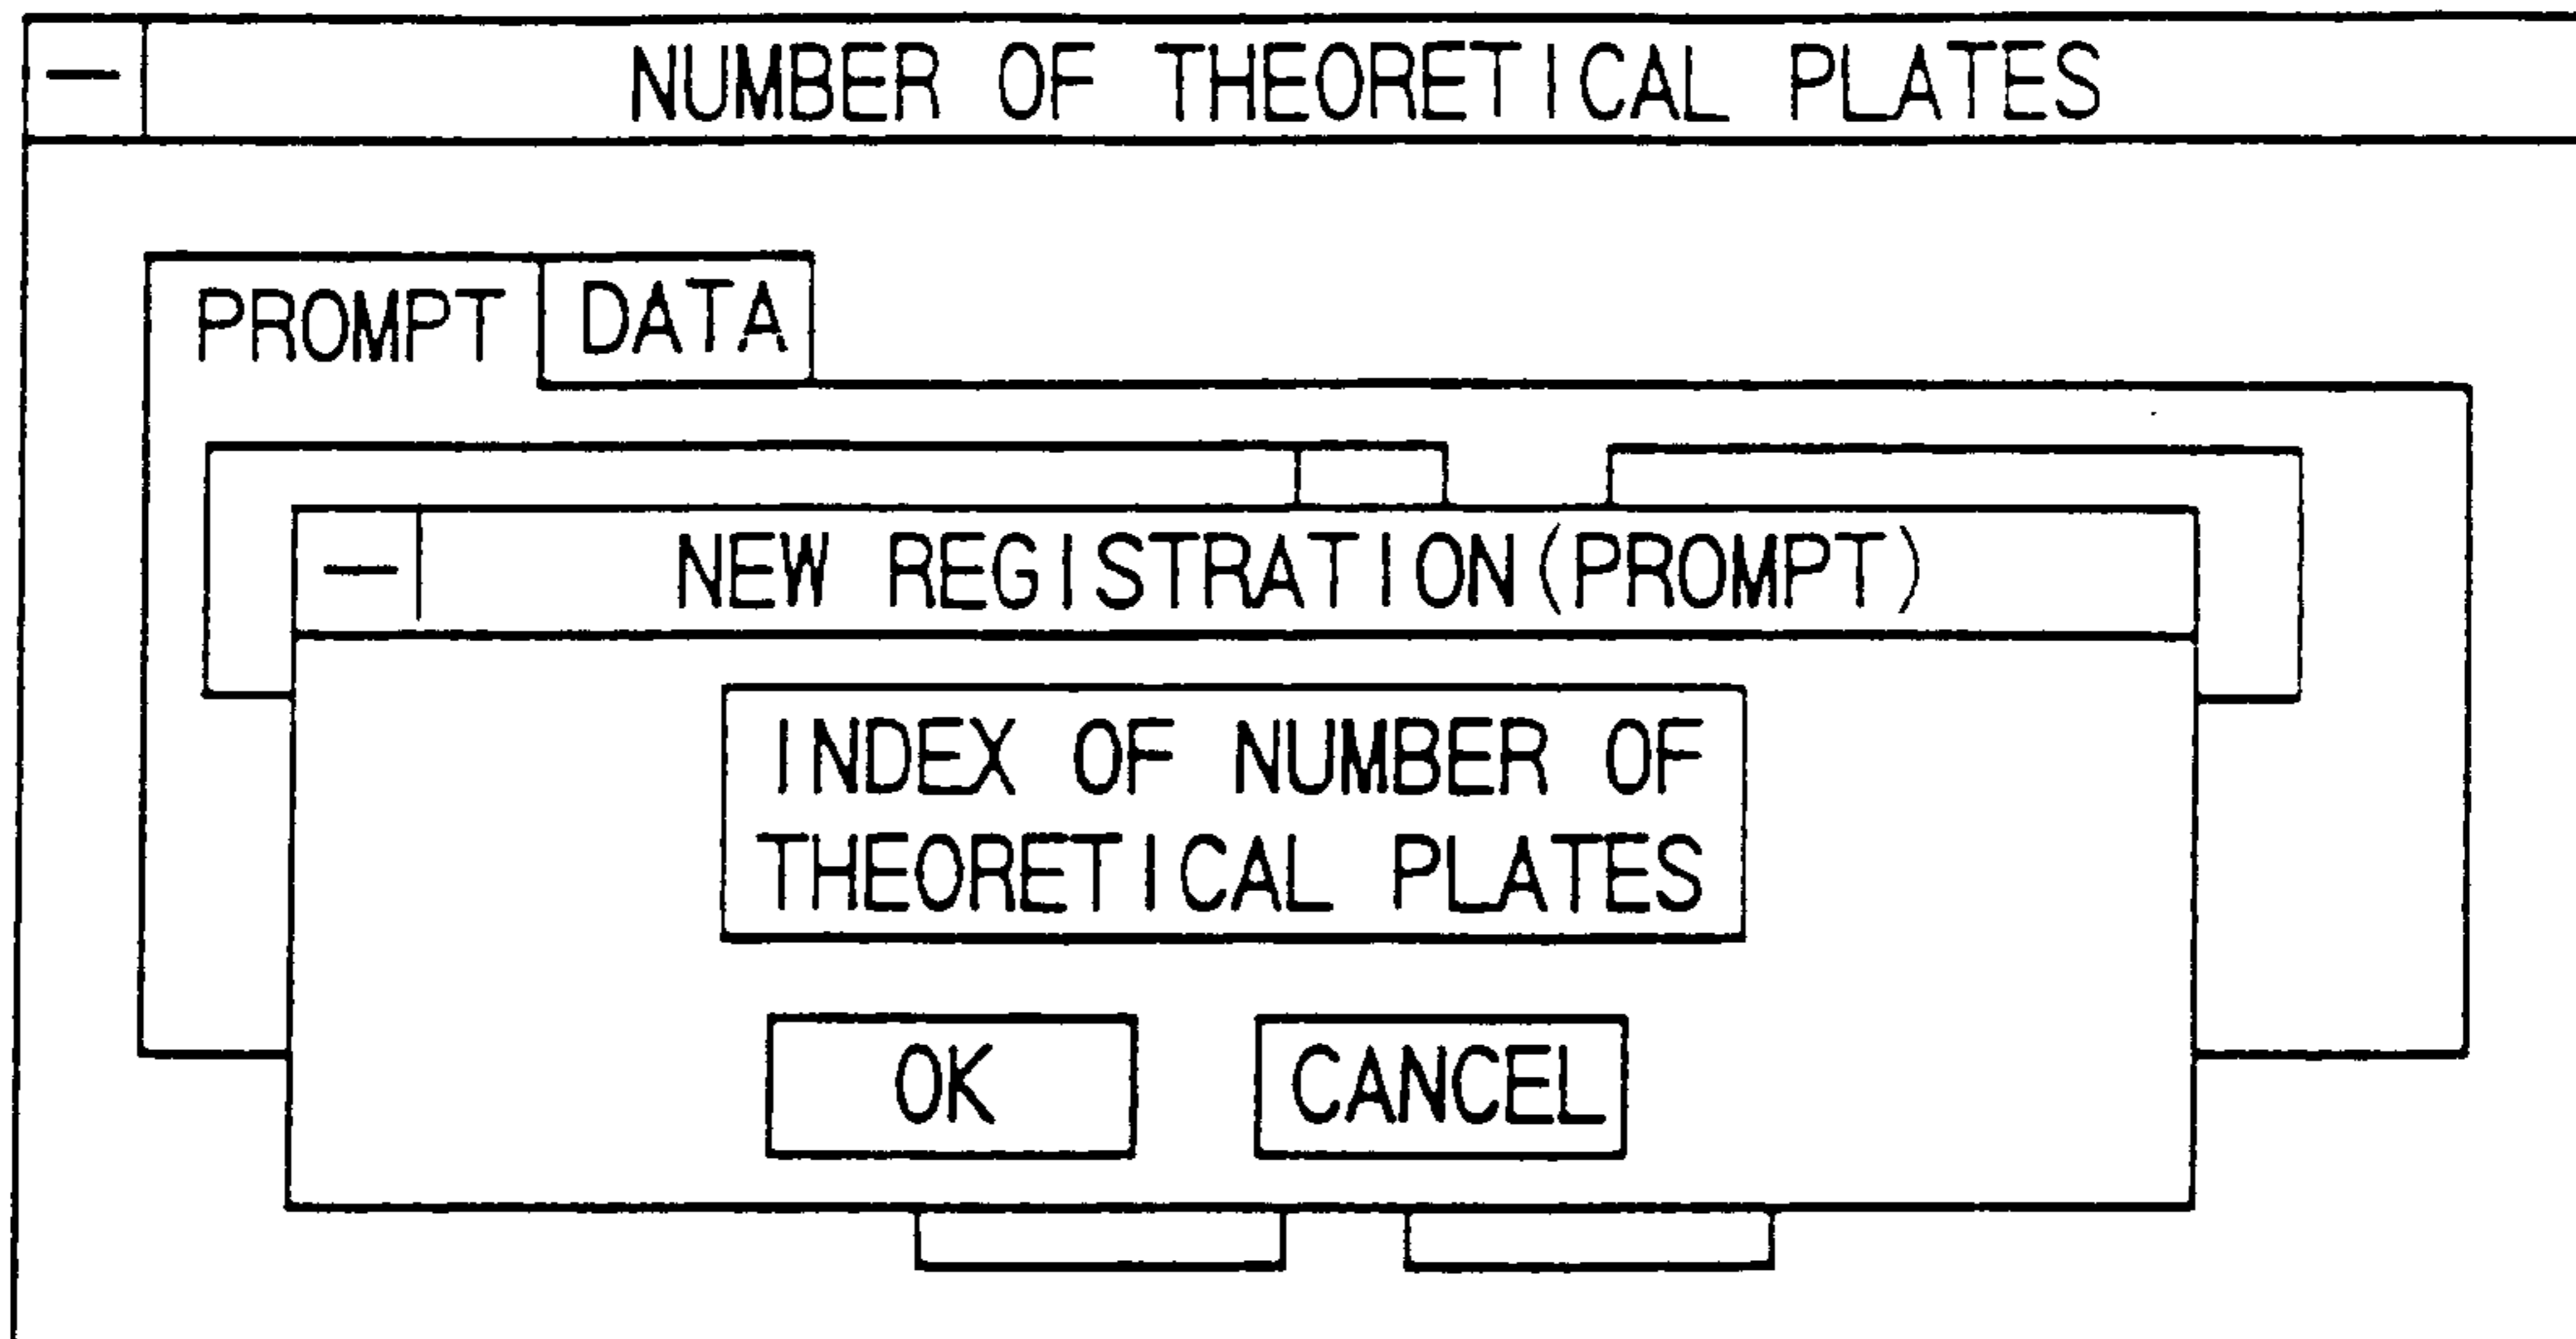 NUMBER OF THEORETICAL PLATES
PROMPT DATA
NEW REGISTRATION(PROMPT)
INDEX OF NUMBER OF
THEORETICAL PLATES
OK CANCEL